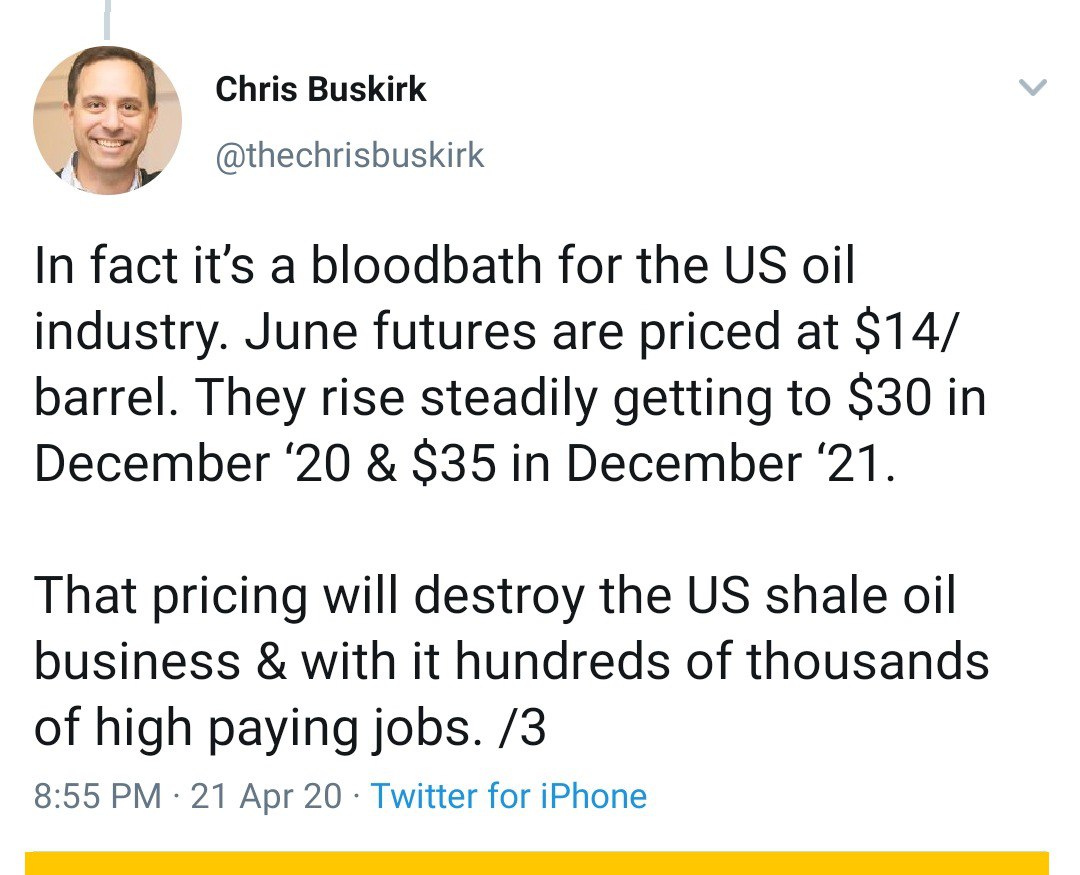 Chris Buskirk
@thechrisbuskirk
In fact it’s a bloodbath for the US oil
industry. June futures are priced at $14/
barrel. They rise steadily getting to $30 in
December ‘20 & $35 in December ‘21.
That pricing will destroy the US shale oil
business & with it hundreds of thousands
of high paying jobs. /3
8:55 PM · 21 Apr 20 · Twitter for iPhone